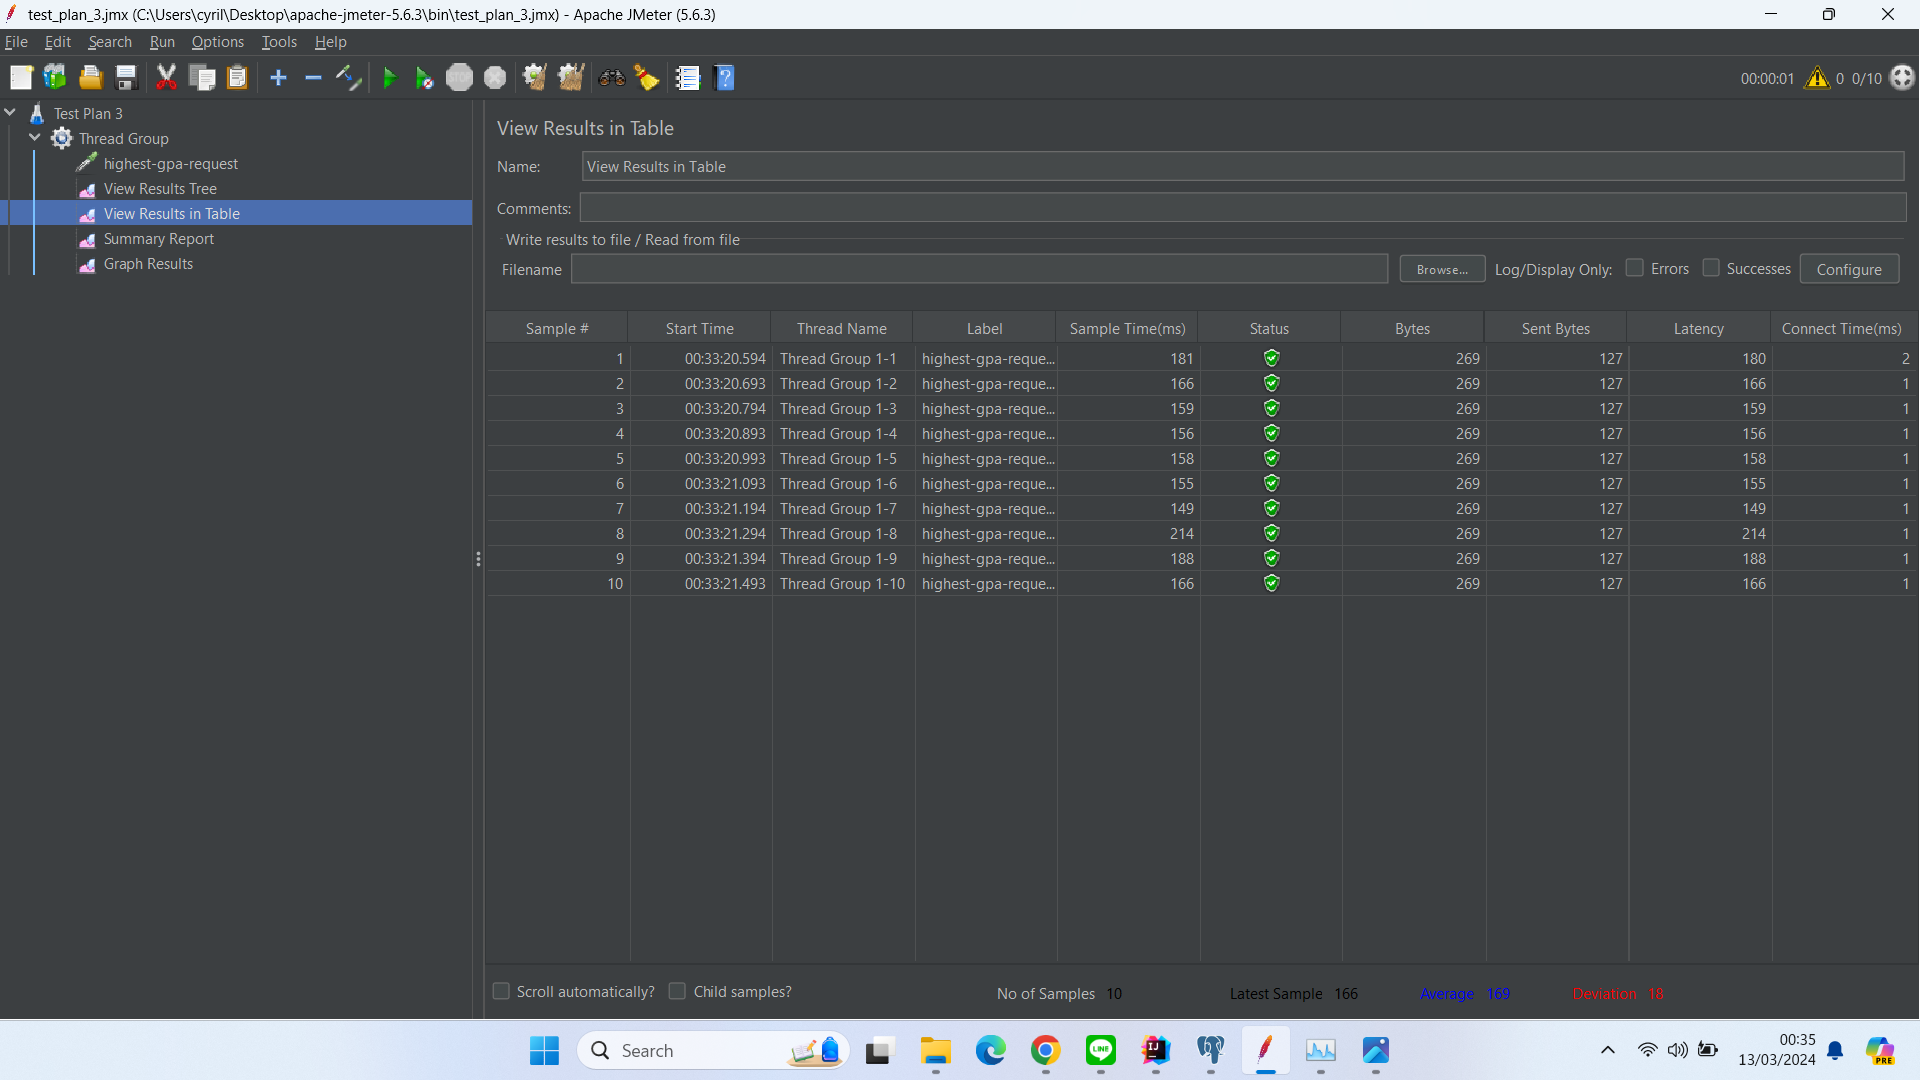 test_plan_3.jmx (C:\Users\cyril\Desktop\apache-jmeter-5.6.3\bin\test_plan_3.jmx) - Apache JMeter (5.6.3)
File Edit Search Run Options Tools Help
STOP 00:00:01 0 0/10
Test Plan 3
Thread Group
highest-gpa-request
View Results Tree
View Results in Table
Summary Report
Graph Results
View Results in Table
Name: View Results in Table
Comments:
Write results to file / Read from file
Filename Browse... Log/Display Only: Errors Successes Configure
Sample # Start Time Thread Name Label Sample Time(ms) Status Bytes Sent Bytes Latency Connect Time(ms)
1 00:33:20.594 Thread Group 1-1 highest-gpa-reque... 181 269 127 180 2
2 00:33:20.693 Thread Group 1-2 highest-gpa-reque... 166 269 127 166 1
3 00:33:20.794 Thread Group 1-3 highest-gpa-reque... 159 269 127 159 1
4 00:33:20.893 Thread Group 1-4 highest-gpa-reque... 156 269 127 156 1
5 00:33:20.993 Thread Group 1-5 highest-gpa-reque... 158 269 127 158 1
6 00:33:21.093 Thread Group 1-6 highest-gpa-reque... 155 269 127 155 1
7 00:33:21.194 Thread Group 1-7 highest-gpa-reque... 149 269 127 149 1
8 00:33:21.294 Thread Group 1-8 highest-gpa-reque... 214 269 127 214 1
9 00:33:21.394 Thread Group 1-9 highest-gpa-reque... 188 269 127 188 1
10 00:33:21.493 Thread Group 1-10 highest-gpa-reque... 166 269 127 166 1
Scroll automatically? Child samples? No of Samples 10 Latest Sample 166 Average 169 Deviation 18
Search LINE IJ PRE
00:35
13/03/2024